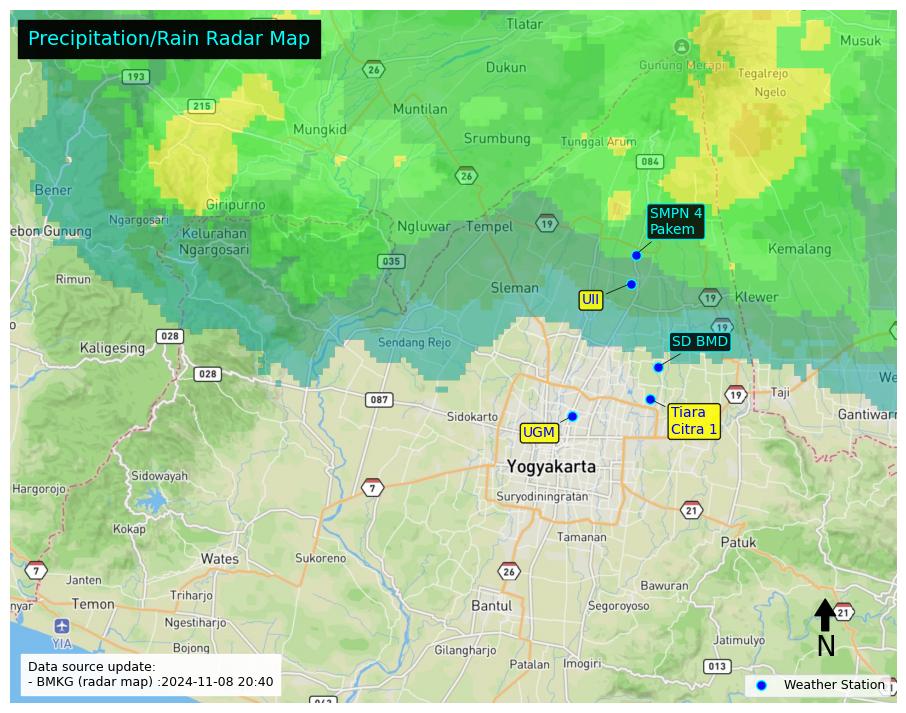 Precipitation/Rain Radar Map
Tlatar
Musuk
Gunung Merapi
26
Dukun
Tegalrejo
193
Ngelo
215
Muntilan
Mungkid
Srumbung
Tunggal Arum
084
26
Bener
Giripurno
Ngargosari
SMPN 4
Pakem
ebon Gunung
Kelurahan
Ngargosari
Ngluwar
Tempel
19
Kemalang
035
Rimun
Sleman
UII
19
Klewer
19
028
Kaligesing
Sendang Rejo
SD BMD
We
028
087
19
Taji
Sidokarto
Tiara
Citra 1
Gantiwarn
UGM
Yogyakarta
Sidowayah
Hargorojo
7
Suryodiningratan
21
Kokap
Tamanan
Patuk
Wates
Sukoreno
7
26
Janten
Bawuran
nyar
Temon
Triharjo
Bantul
Segoroyoso
21
Ngestiharjo
YIA
Jatimulyo
N
Bojong
Gilangharjo
Patalan
Imogiri
013
Data source update:
- BMKG (radar map) :2024-11-08 20:40
Weather Station